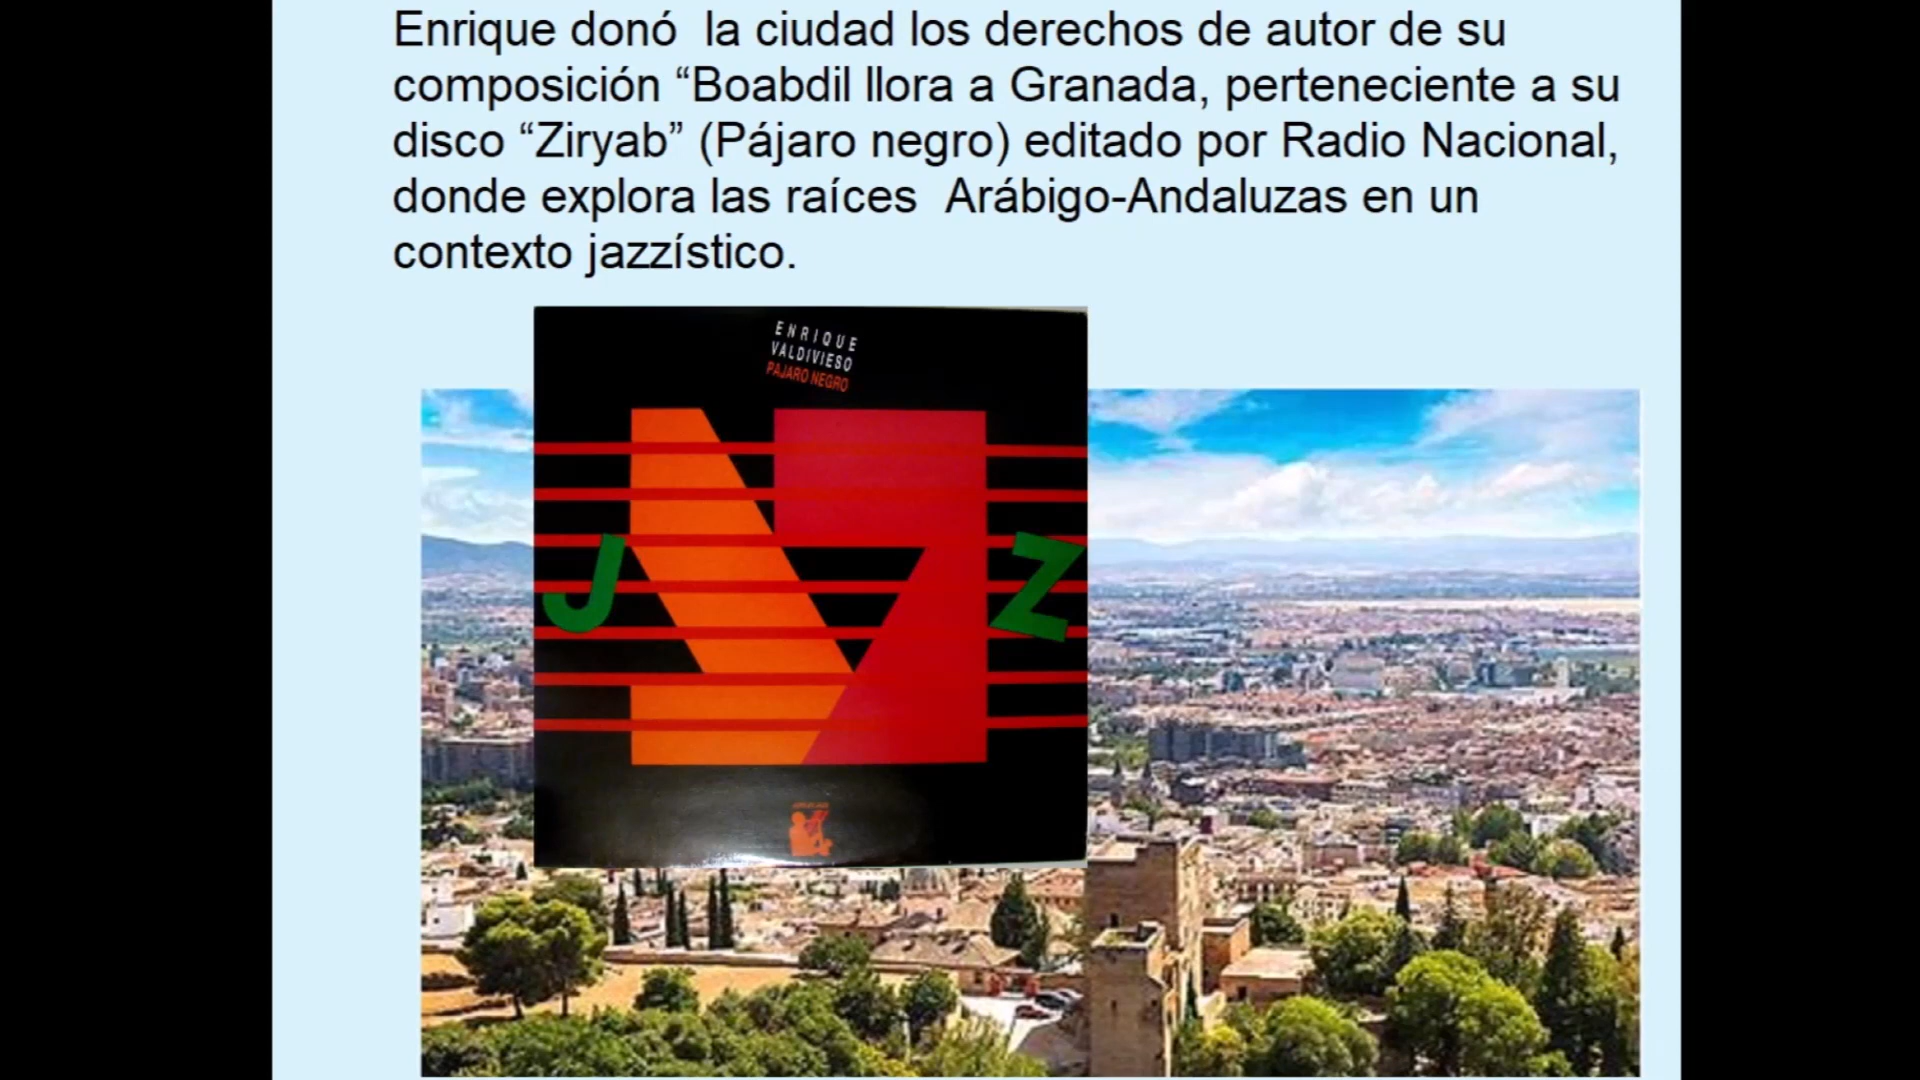 Enrique donó  la ciudad los derechos de autor de su
composición “Boabdil llora a Granada, perteneciente a su
disco “Ziryab” (Pájaro negro) editado por Radio Nacional,
donde explora las raíces  Arábigo-Andaluzas en un
contexto jazzístico.
ENRIQUE
VALDIVIESO
PAJARO NEGRO
J Z